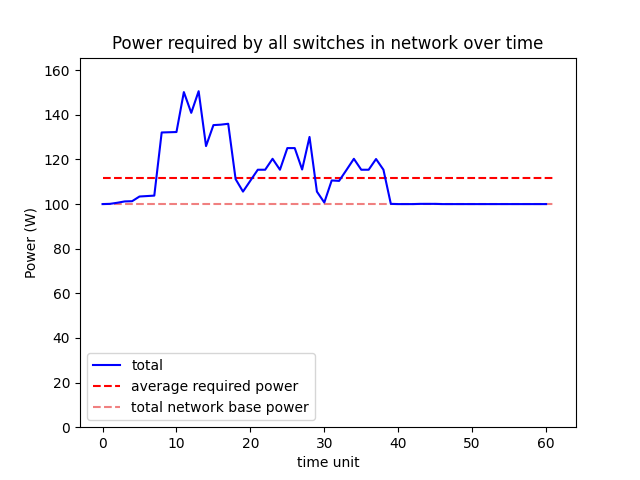 Power required by all switches in network over time
160
140
120
100
80
60
40
20
0
Power (W)
total
average required power
total network base power
0 10 20 30 40 50 60
time unit